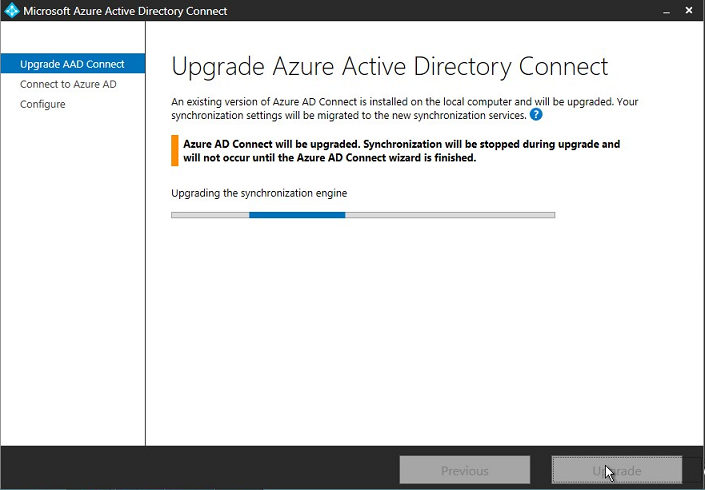 Microsoft Azure Active Directory Connect
Upgrade AAD Connect
Connect to Azure AD
Configure
Upgrade Azure Active Directory Connect
An existing version of Azure AD Connect is installed on the local computer and will be upgraded. Your
synchronization settings will be migrated to the new synchronization services. ?
Azure AD Connect will be upgraded. Synchronization will be stopped during upgrade and
will not occur until the Azure AD Connect wizard is finished.
Upgrading the synchronization engine
Previous
Upgrade